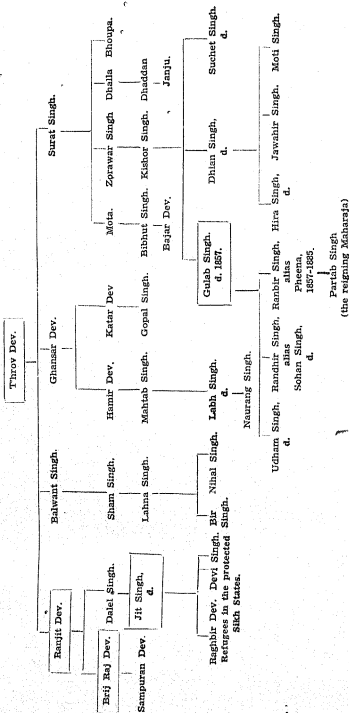 Throv Dev.
Ranjit Dev. Balwant Singh. Ghansar Dev. Surat Singh.
Brij Raj Dev. Dalel Singh. Sham Singh. Hamir Dev. Katar Dev Mota. Zorawar Singh Dhalla Bhoupa.
Sampuran Dev. Jit Singh, Lahna Singh. Mahtab Singh. Gopal Singh. Bibhut Singh. Kishor Singh. Dhaddan
d.
Bajar Dev. Janju.
Raghbir Dev. Devi Singh. Bir Nihal Singh. Labh Singh. Gulab Singh. Dhian Singh, Suchet Singh.
Refugees in the protected Singh. d. d. 1857. d. d.
Sikh States.
Naurang Singh.
Udham Singh, Randhir Singh, Ranbir Singh. Hira Singh, Jawahir Singh. Moti Singh.
d. alias alias d.
Sohan Singh, Pheena,
d. 1857-1885.
Partab Singh
(the reigning Maharaja)